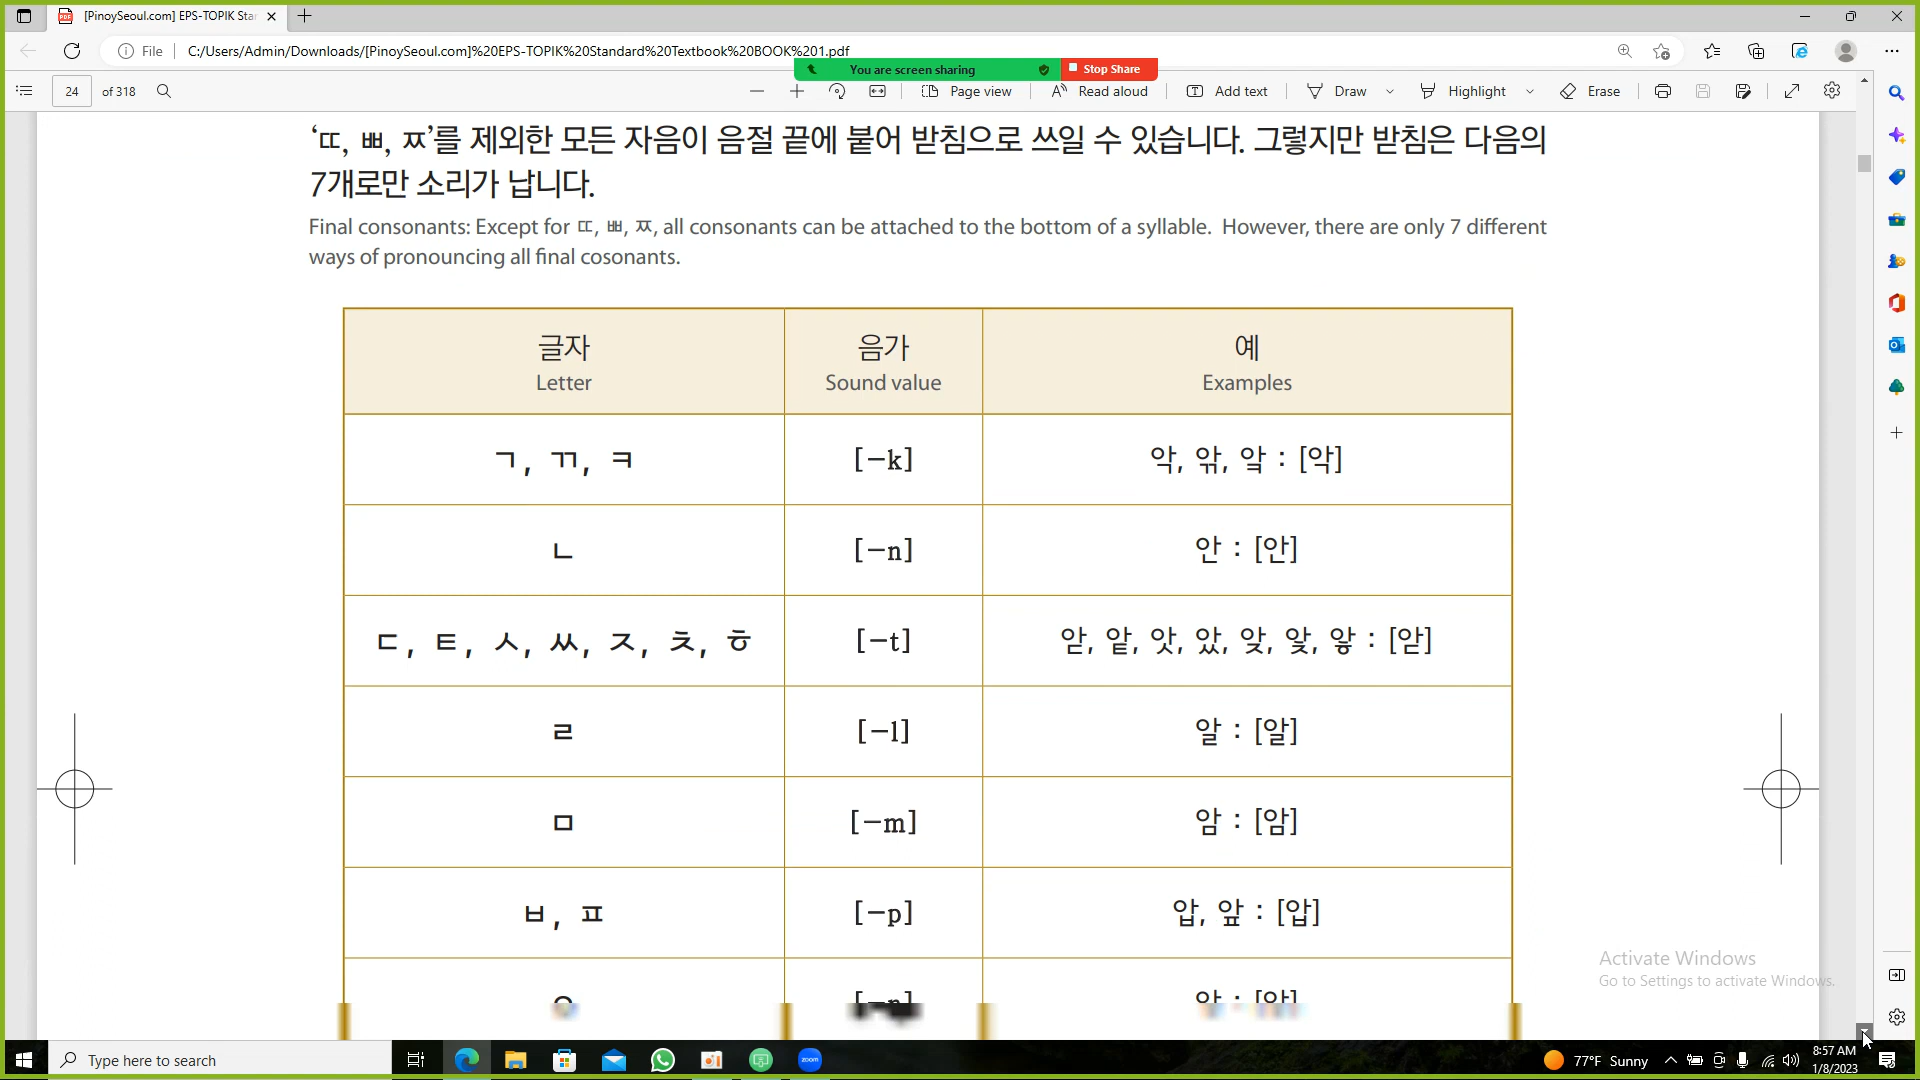 [PinoySeoul.com] EPS-TOPIK Sta
File
C:/Users/Admin/Downloads/[PinoySeoul.com]%20EPS-TOPIK%20Standard%20Textbook%20BOOK%201.pdf
You are screen sharing
Stop Share
24 of 318
Page view
Read aloud
Add text
Draw
Highlight
Erase
‘ㄸ, ㅃ, ㅉ’를 제외한 모든 자음이 음절 끝에 붙어 받침으로 쓰일 수 있습니다. 그렇지만 받침은 다음의
7개로만 소리가 납니다.
Final consonants: Except for ㄸ, ㅃ, ㅉ, all consonants can be attached to the bottom of a syllable. However, there are only 7 different
ways of pronouncing all final cosonants.
글자 음가 예
Letter Sound value Examples
ㄱ, ㄲ, ㅋ [-k] 악, 앆, 앜 : [악]
ㄴ [-n] 안 : [안]
ㄷ, ㅌ, ㅅ, ㅆ, ㅈ, ㅊ, ㅎ [-t] 앋, 앝, 앗, 았, 앚, 앛, 앟 : [앋]
ㄹ [-l] 알 : [알]
ㅁ [-m] 암 : [암]
ㅂ, ㅍ [-p] 압, 앞 : [압]
Activate Windows
Go to Settings to activate Windows.
Type here to search
zoom
77°F Sunny
8:57 AM
1/8/2023